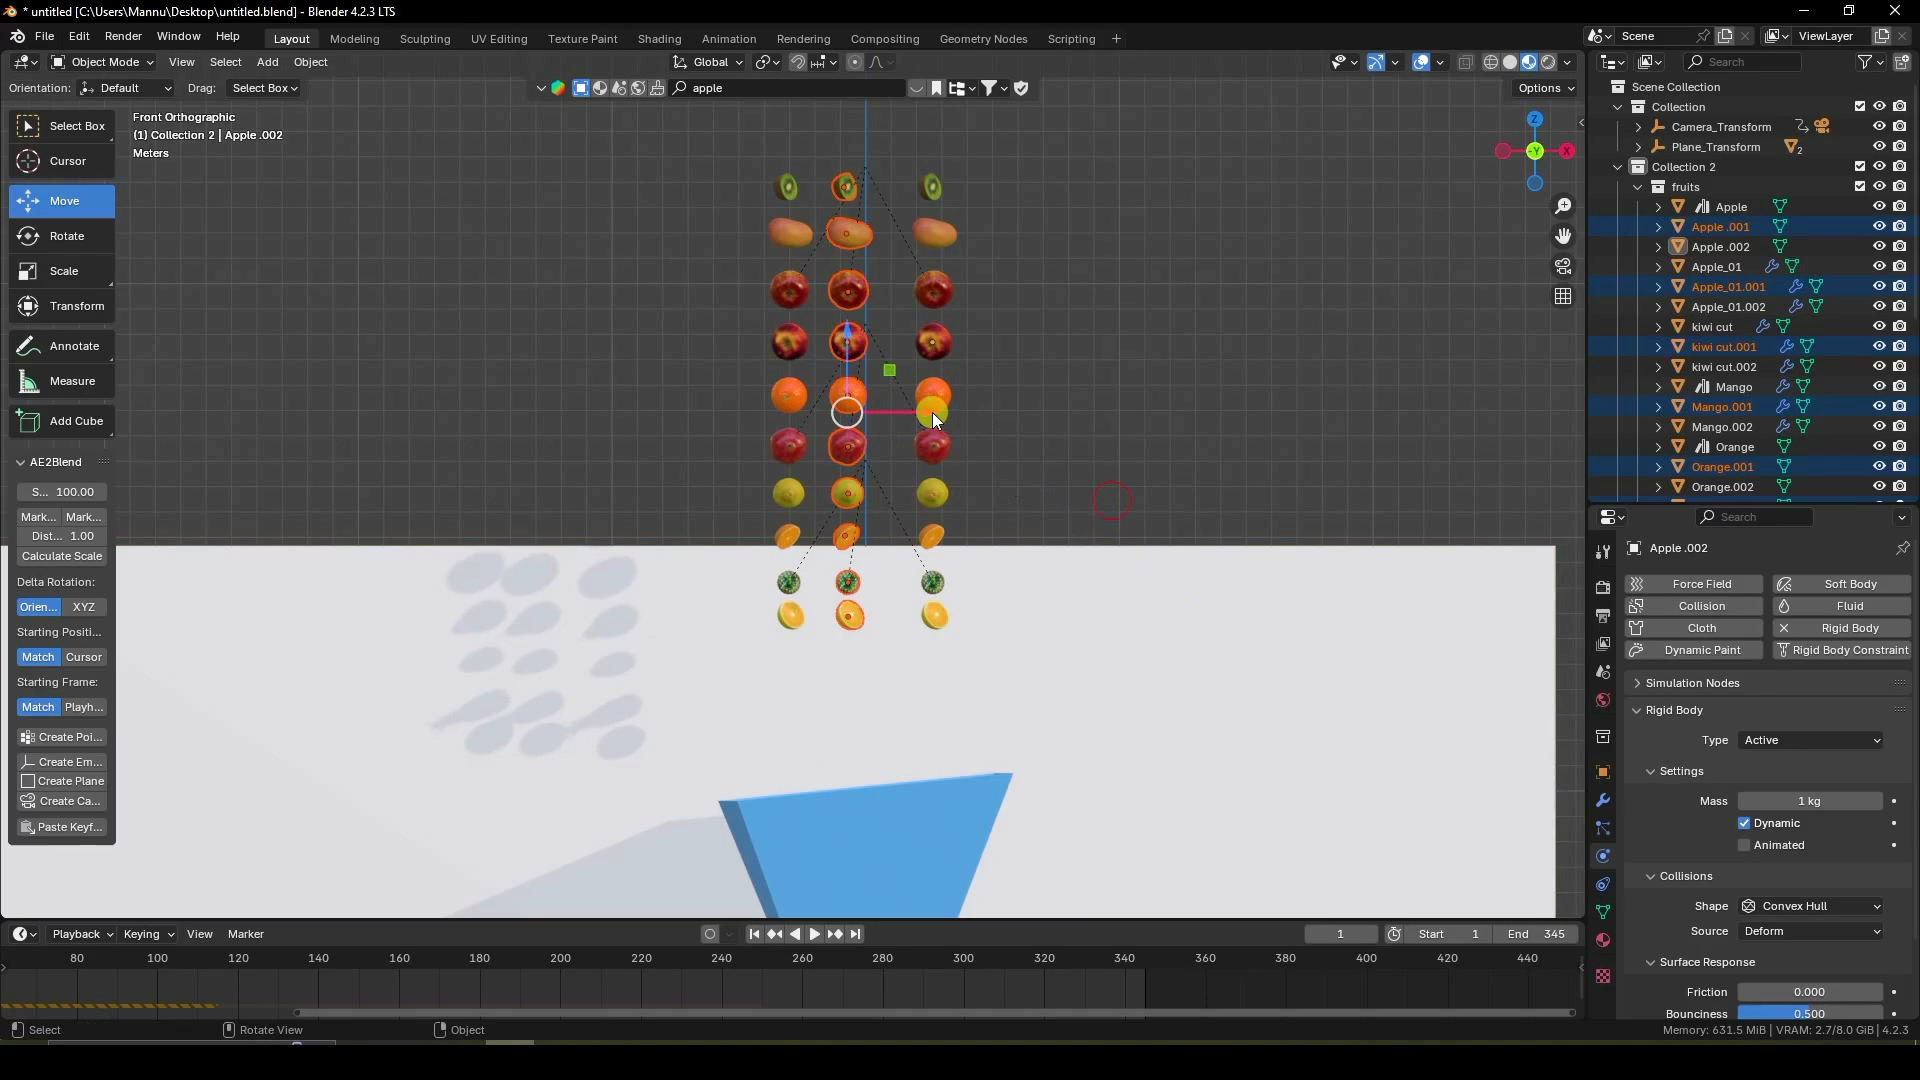 * untitled [C:\Users\Mannu\Desktop\untitled.blend] - Blender 4.2.3 LTS
File Edit Render Window Help
Layout Modeling Sculpting UV Editing Texture Paint Shading Animation Rendering Compositing Geometry Nodes Scripting +
Scene
ViewLayer
Object Mode View Select Add Object
Global
Search
Orientation: Default Drag: Select Box
apple
Options
Front Orthographic
(1) Collection 2 | Apple .002
Meters
Select Box
Cursor
Move
Rotate
Scale
Transform
Annotate
Measure
Add Cube
AE2Blend
S... 100.00
Mark... Mark...
Dist... 1.00
Calculate Scale
Delta Rotation:
Orien... XYZ
Starting Positi...
Match Cursor
Starting Frame:
Match Playh...
Create Poi...
Create Em...
Create Plane
Create Ca...
Paste Keyf...
Z
-Y
X
Scene Collection
Collection
Camera_Transform
Plane_Transform 2
Collection 2
fruits
Apple
Apple .001
Apple .002
Apple_01
Apple_01.001
Apple_01.002
kiwi cut
kiwi cut.001
kiwi cut.002
Mango
Mango.001
Mango.002
Orange
Orange.001
Orange.002
Search
Apple .002
Force Field Soft Body
Collision Fluid
Cloth Rigid Body
Dynamic Paint Rigid Body Constraint
Simulation Nodes
Rigid Body
Type Active
Settings
Mass 1 kg
Dynamic
Animated
Collisions
Shape Convex Hull
Source Deform
Surface Response
Friction 0.000
Bounciness 0.500
Playback Keying View Marker
1 Start 1 End 345
80 100 120 140 160 180 200 220 240 260 280 300 320 340 360 380 400 420 440
Select Rotate View Object
Memory: 631.5 MiB | VRAM: 2.7/8.0 GiB | 4.2.3